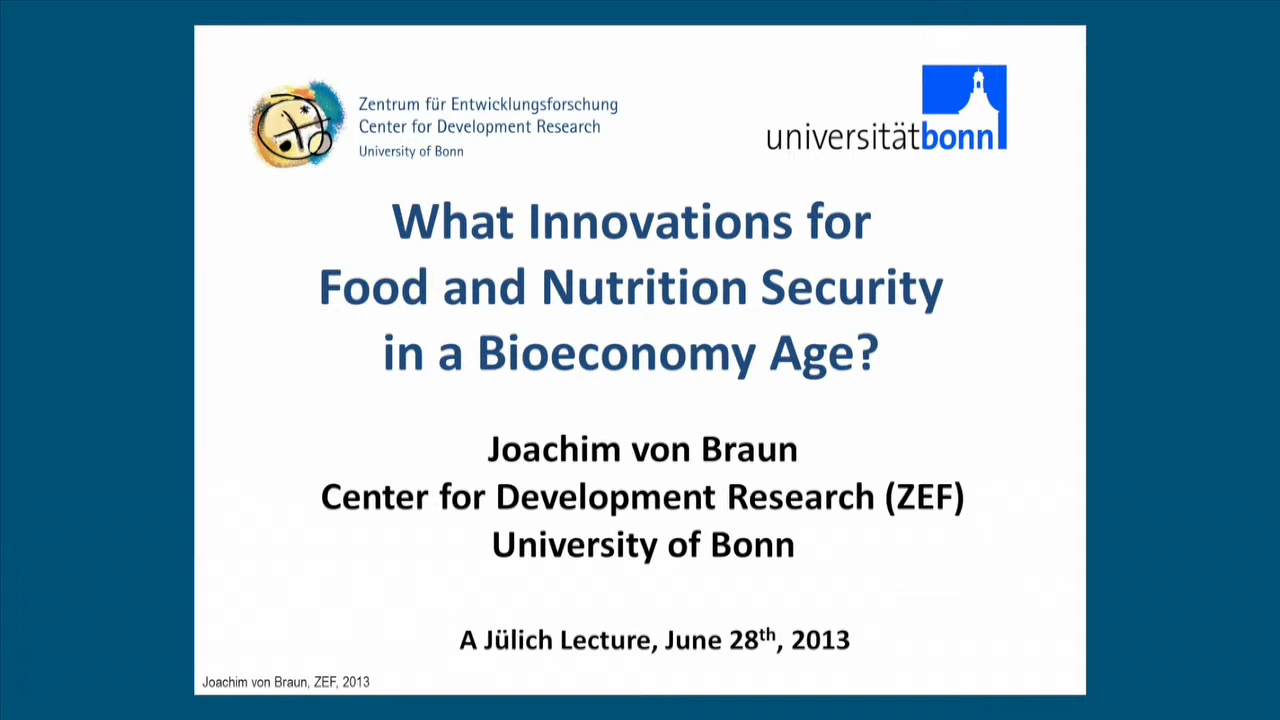 Zentrum für Entwicklungsforschung
Center for Development Research
University of Bonn
universitätbonn
What Innovations for
Food and Nutrition Security
in a Bioeconomy Age?
Joachim von Braun
Center for Development Research (ZEF)
University of Bonn
A Jülich Lecture, June 28th, 2013
Joachim von Braun, ZEF, 2013